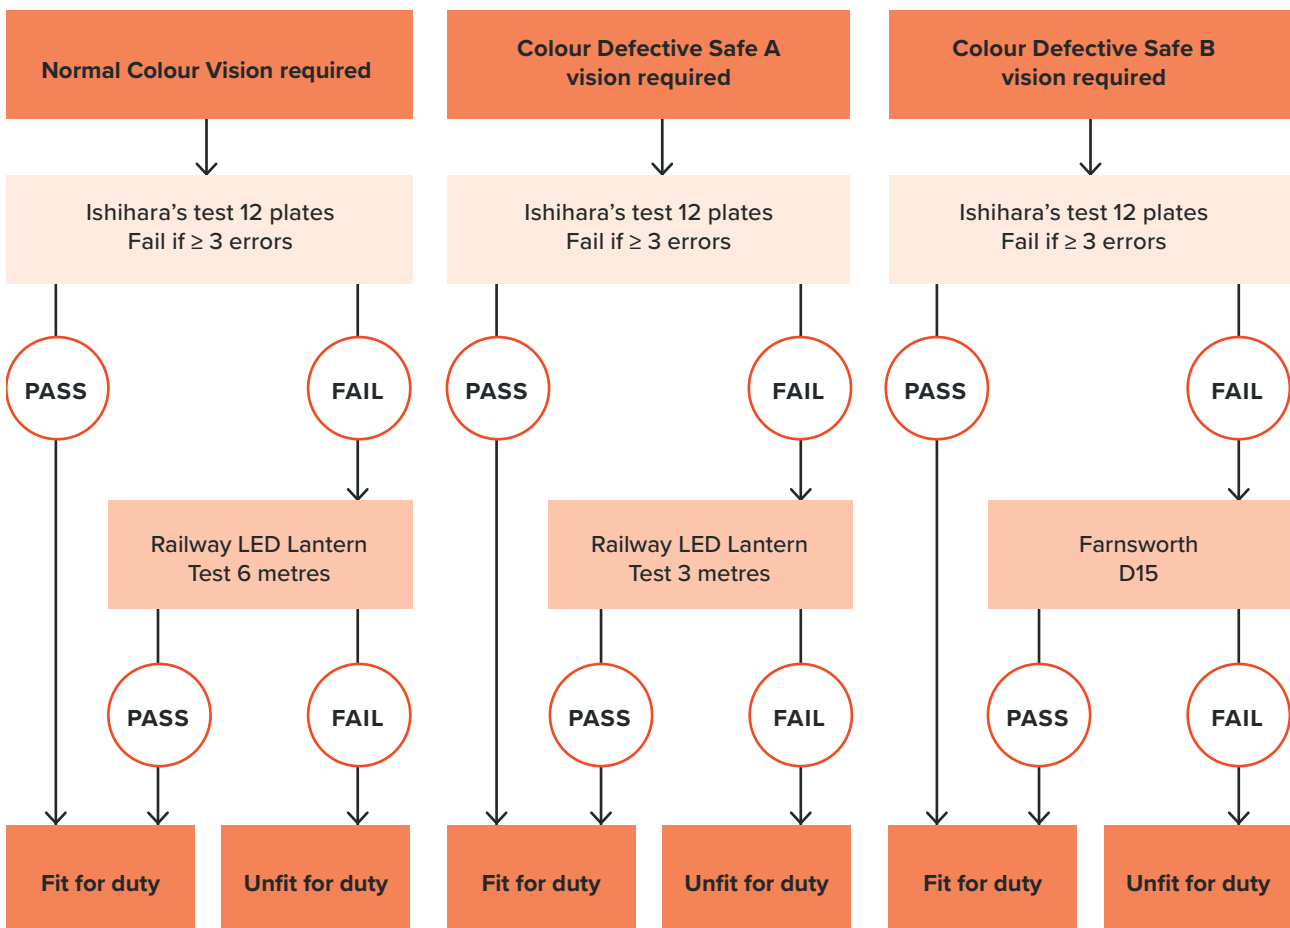 Normal Colour Vision required
Ishihara's test 12 plates
Fail if ≥ 3 errors
PASS
FAIL
Railway LED Lantern
Test 6 metres
PASS
FAIL
Fit for duty
Unfit for duty
Colour Defective Safe A
vision required
Ishihara's test 12 plates
Fail if ≥ 3 errors
PASS
FAIL
Railway LED Lantern
Test 3 metres
PASS
FAIL
Fit for duty
Unfit for duty
Colour Defective Safe B
vision required
Ishihara's test 12 plates
Fail if ≥ 3 errors
PASS
FAIL
Farnsworth
D15
PASS
FAIL
Fit for duty
Unfit for duty